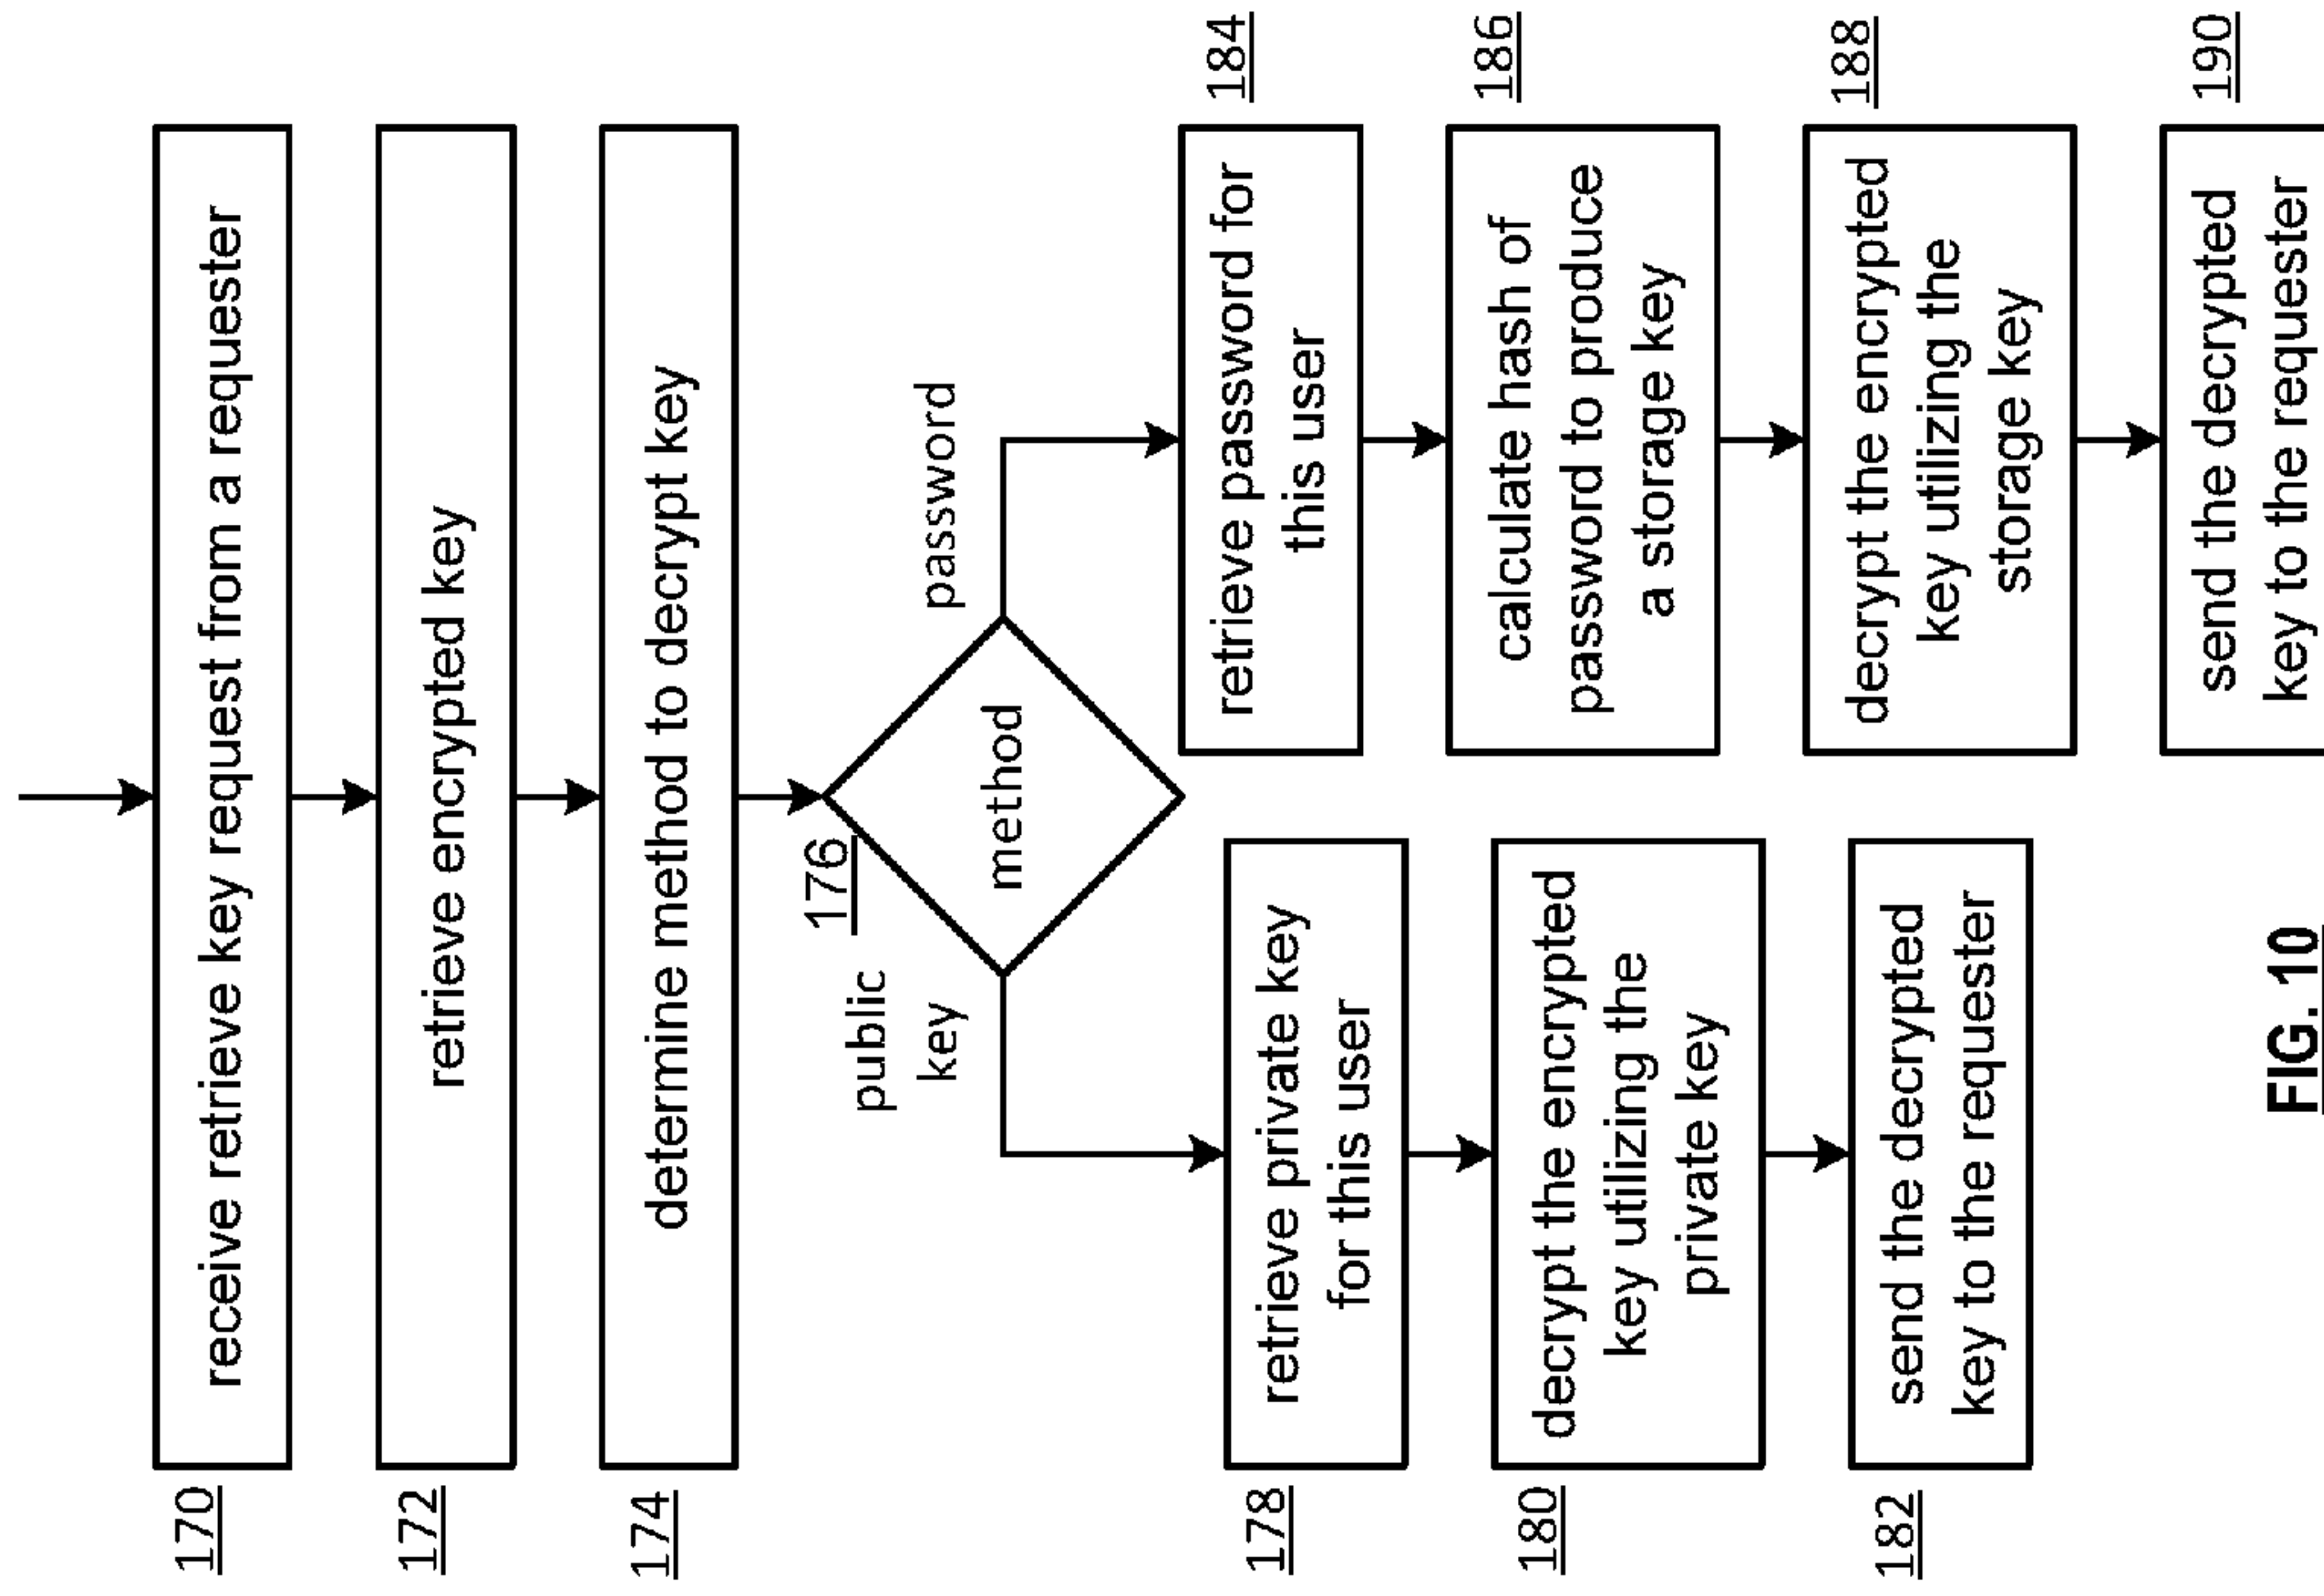 170
receive retrieve key request from a requester
172
retrieve encrypted key
174
determine method to decrypt key
176
method
public
key
password
178
retrieve private key
for this user
180
decrypt the encrypted
key utilizing the
private key
182
send the decrypted
key to the requester
184
retrieve password for
this user
186
calculate hash of
password to produce
a storage key
188
decrypt the encrypted
key utilizing the
storage key
190
send the decrypted
key to the requester
FIG. 10